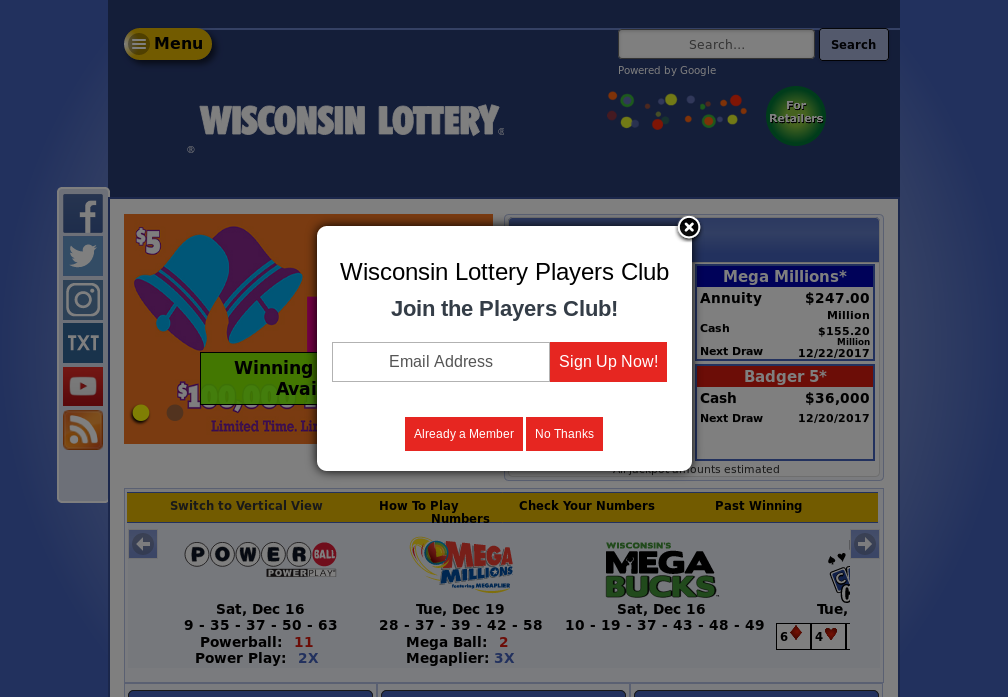 Menu
Search...
Search
Powered by Google
WISCONSIN LOTTERY®
®
For
Retailers
TXT
$5
Winning
Avai
$100,000
Limited Time.
Wisconsin Lottery Players Club
Join the Players Club!
Email Address
Sign Up Now!
Already a Member
No Thanks
Mega Millions*
Annuity $247.00
Million
Cash $155.20
Million
Next Draw 12/22/2017
Badger 5*
Cash $36,000
Next Draw 12/20/2017
All jackpot amounts estimated
Switch to Vertical View How To Play Check Your Numbers Past Winning
Numbers
POWERBALL
POWERPLAY
MEGA
MILLIONS
featuring MEGAPLIER
WISCONSIN'S
MEGA
BUCKS
Sat, Dec 16
9 - 35 - 37 - 50 - 63
Powerball: 11
Power Play: 2X
Tue, Dec 19
28 - 37 - 39 - 42 - 58
Mega Ball: 2
Megaplier: 3X
Sat, Dec 16
10 - 19 - 37 - 43 - 48 - 49
Tue,
6♦ 4♥